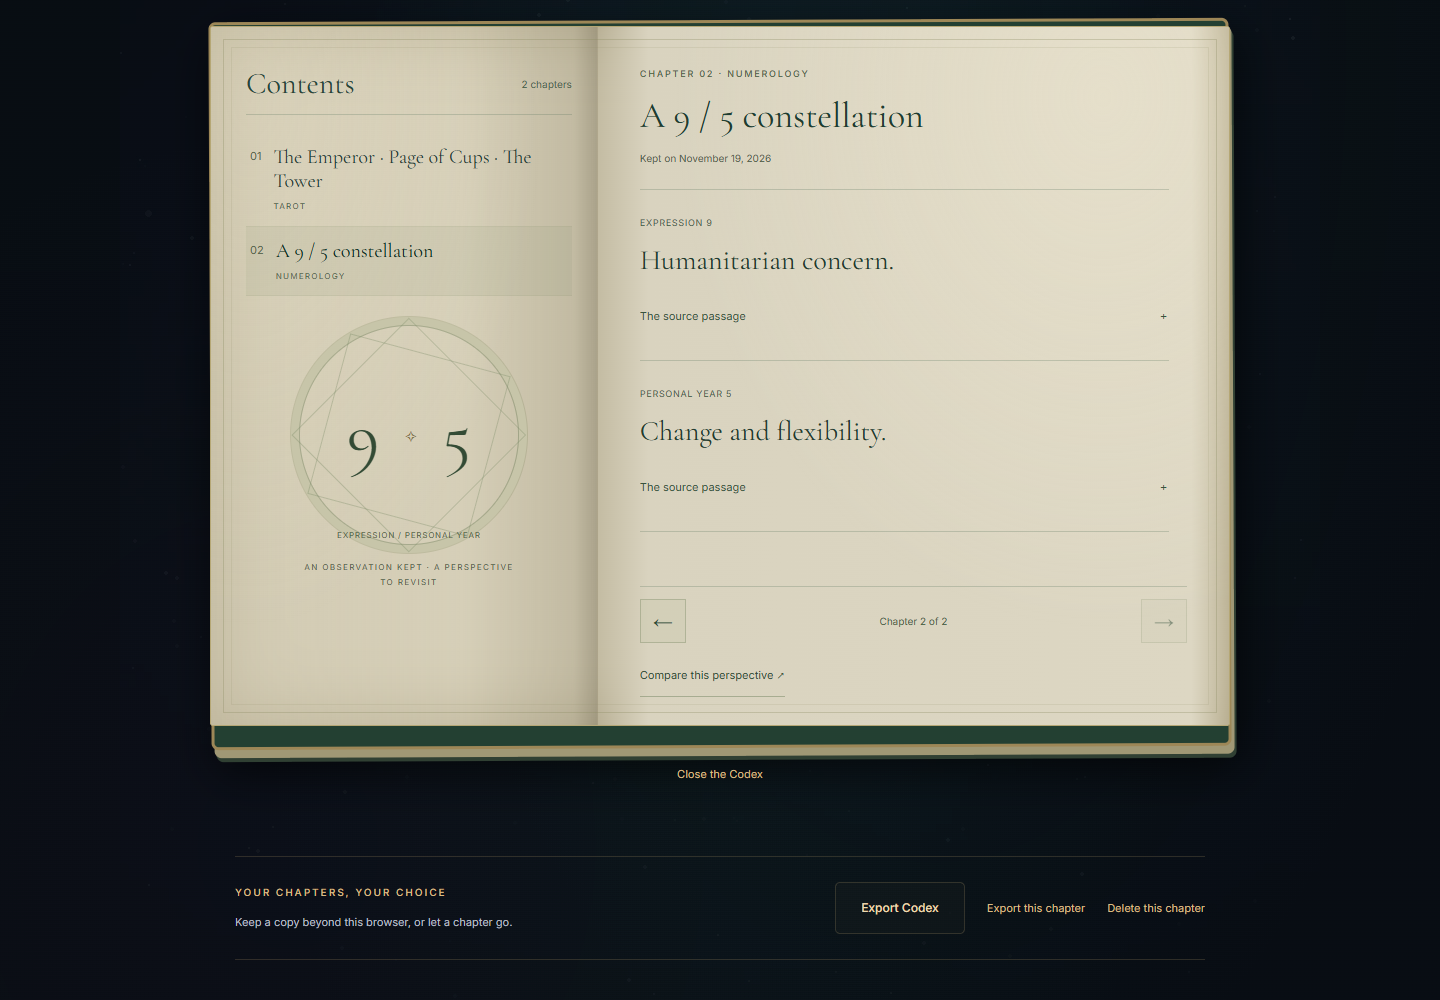 Contents
2 chapters
01
The Emperor · Page of Cups · The
Tower
TAROT
02
A 9 / 5 constellation
NUMEROLOGY
9 ✧ 5
EXPRESSION / PERSONAL YEAR
AN OBSERVATION KEPT · A PERSPECTIVE
TO REVISIT
CHAPTER 02 · NUMEROLOGY
A 9 / 5 constellation
Kept on November 19, 2026
EXPRESSION 9
Humanitarian concern.
The source passage +
PERSONAL YEAR 5
Change and flexibility.
The source passage +
← Chapter 2 of 2 →
Compare this perspective ↗
Close the Codex
YOUR CHAPTERS, YOUR CHOICE
Keep a copy beyond this browser, or let a chapter go.
Export Codex
Export this chapter
Delete this chapter